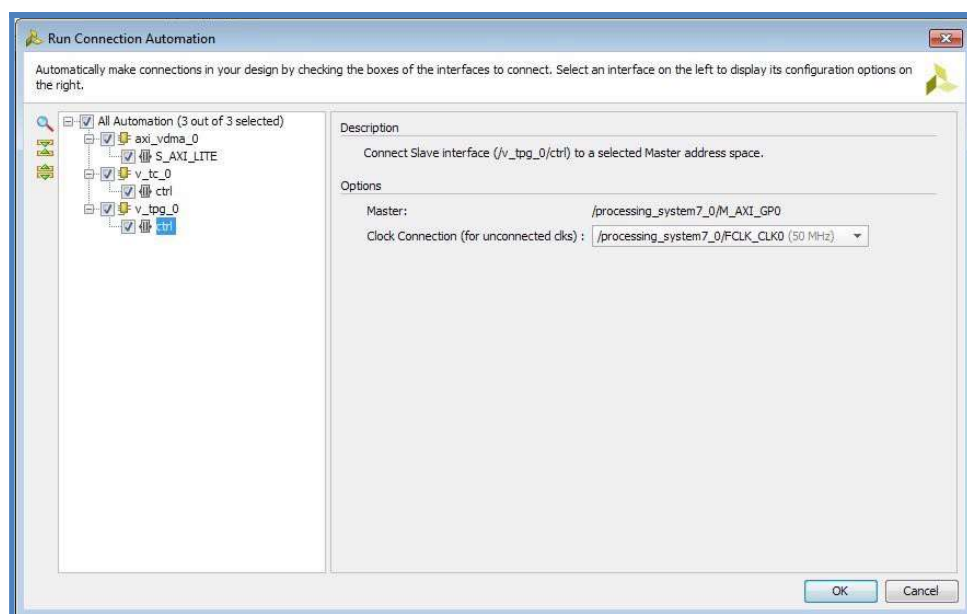 Run Connection Automation
Automatically make connections in your design by checking the boxes of the interfaces to connect. Select an interface on the left to display its configuration options on
the right.
All Automation (3 out of 3 selected)
axi_vdma_0
S_AXI_LITE
v_tc_0
ctrl
v_tpg_0
ctrl
Description
Connect Slave interface (/v_tpg_0/ctrl) to a selected Master address space.
Options
Master: /processing_system7_0/M_AXI_GP0
Clock Connection (for unconnected clks) : /processing_system7_0/FCLK_CLK0 (50 MHz)
OK Cancel